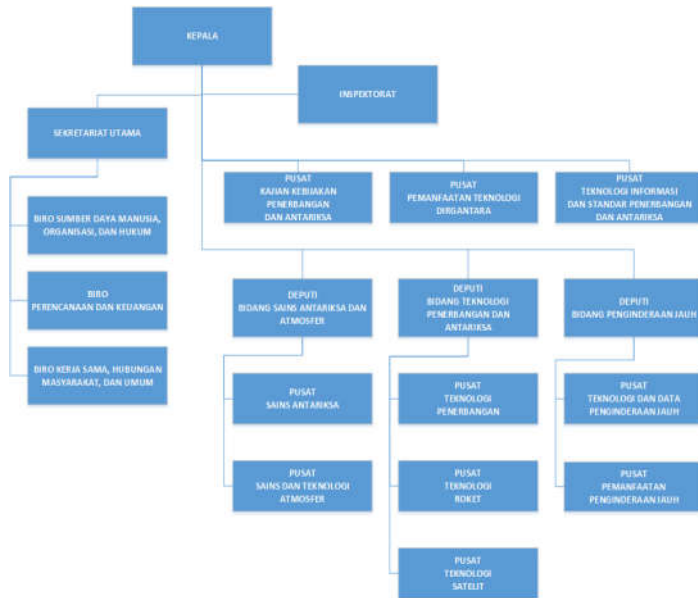 KEPALA
INSPEKTORAT
SEKRETARIAT UTAMA
PUSAT
KAJIAN KEBIJAKAN
PENERBANGAN
DAN ANTARIKSA
PUSAT
PEMANFAATAN TEKNOLOGI
DIRGANTARA
PUSAT
TEKNOLOGI INFORMASI
DAN STANDAR PENERBANGAN
DAN ANTARIKSA
BIRO SUMBER DAYA MANUSIA,
ORGANISASI, DAN HUKUM
BIRO
PERENCANAAN DAN KEUANGAN
BIRO KERJA SAMA, HUBUNGAN
MASYARAKAT, DAN UMUM
DEPUTI
BIDANG SAINS ANTARIKSA DAN
ATMOSFER
DEPUTI
BIDANG TEKNOLOGI
PENERBANGAN DAN
ANTARIKSA
DEPUTI
BIDANG PENGINDERAAN JAUH
PUSAT
SAINS ANTARIKSA
PUSAT
TEKNOLOGI
PENERBANGAN
PUSAT
TEKNOLOGI DAN DATA
PENGINDERAAN JAUH
PUSAT
SAINS DAN TEKNOLOGI
ATMOSFER
PUSAT
TEKNOLOGI
ROKET
PUSAT
PEMANFAATAN
PENGINDERAAN JAUH
PUSAT
TEKNOLOGI
SATELIT